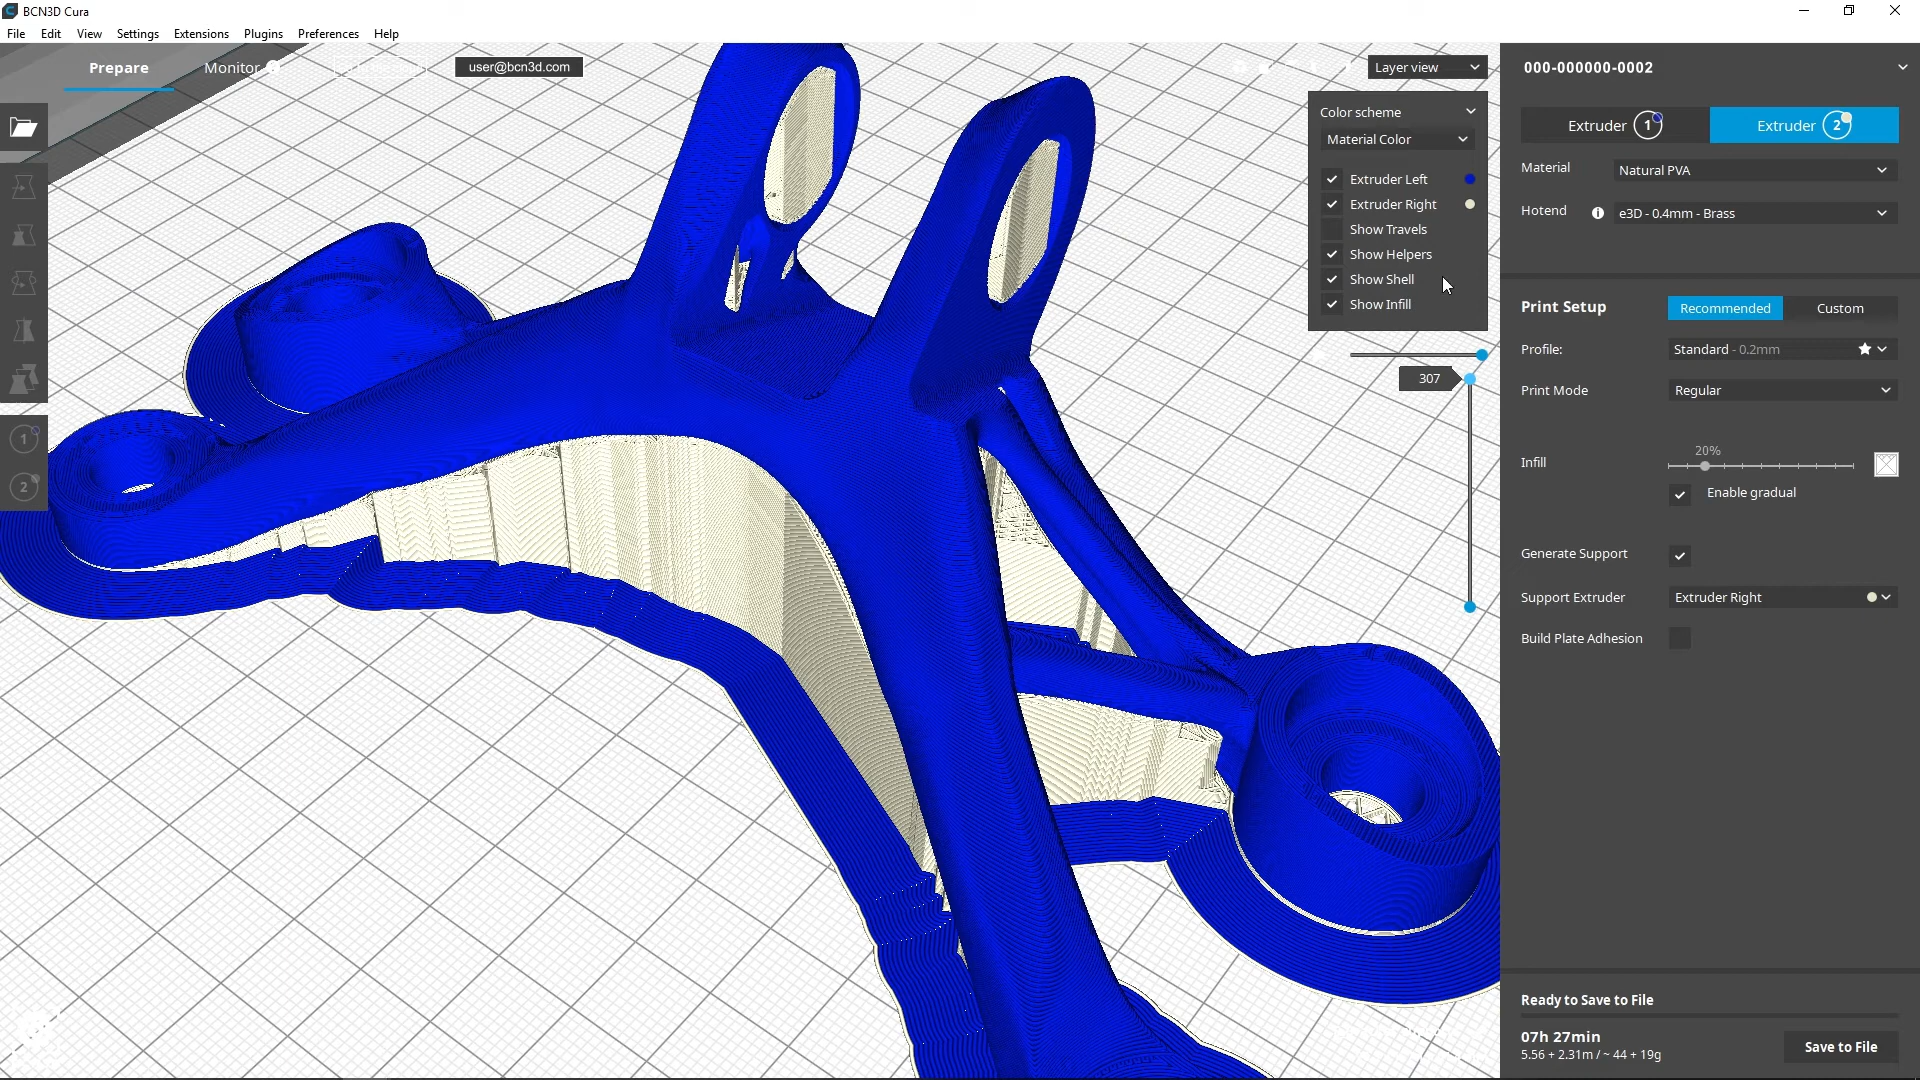 BCN3D Cura
File Edit View Settings Extensions Plugins Preferences Help
Prepare
Monitor
user@bcn3d.com
Layer view
Color scheme
Material Color
Extruder Left
Extruder Right
Show Travels
Show Helpers
Show Shell
Show Infill
307
1
2
000-000000-0002
Extruder 1
Extruder 2
Material Natural PVA
Hotend e3D - 0.4mm - Brass
Print Setup Recommended Custom
Profile: Standard - 0.2mm
Print Mode Regular
20%
Infill
Enable gradual
Generate Support
Support Extruder Extruder Right
Build Plate Adhesion
Ready to Save to File
07h 27min
5.56 + 2.31m / ~ 44 + 19g
Save to File